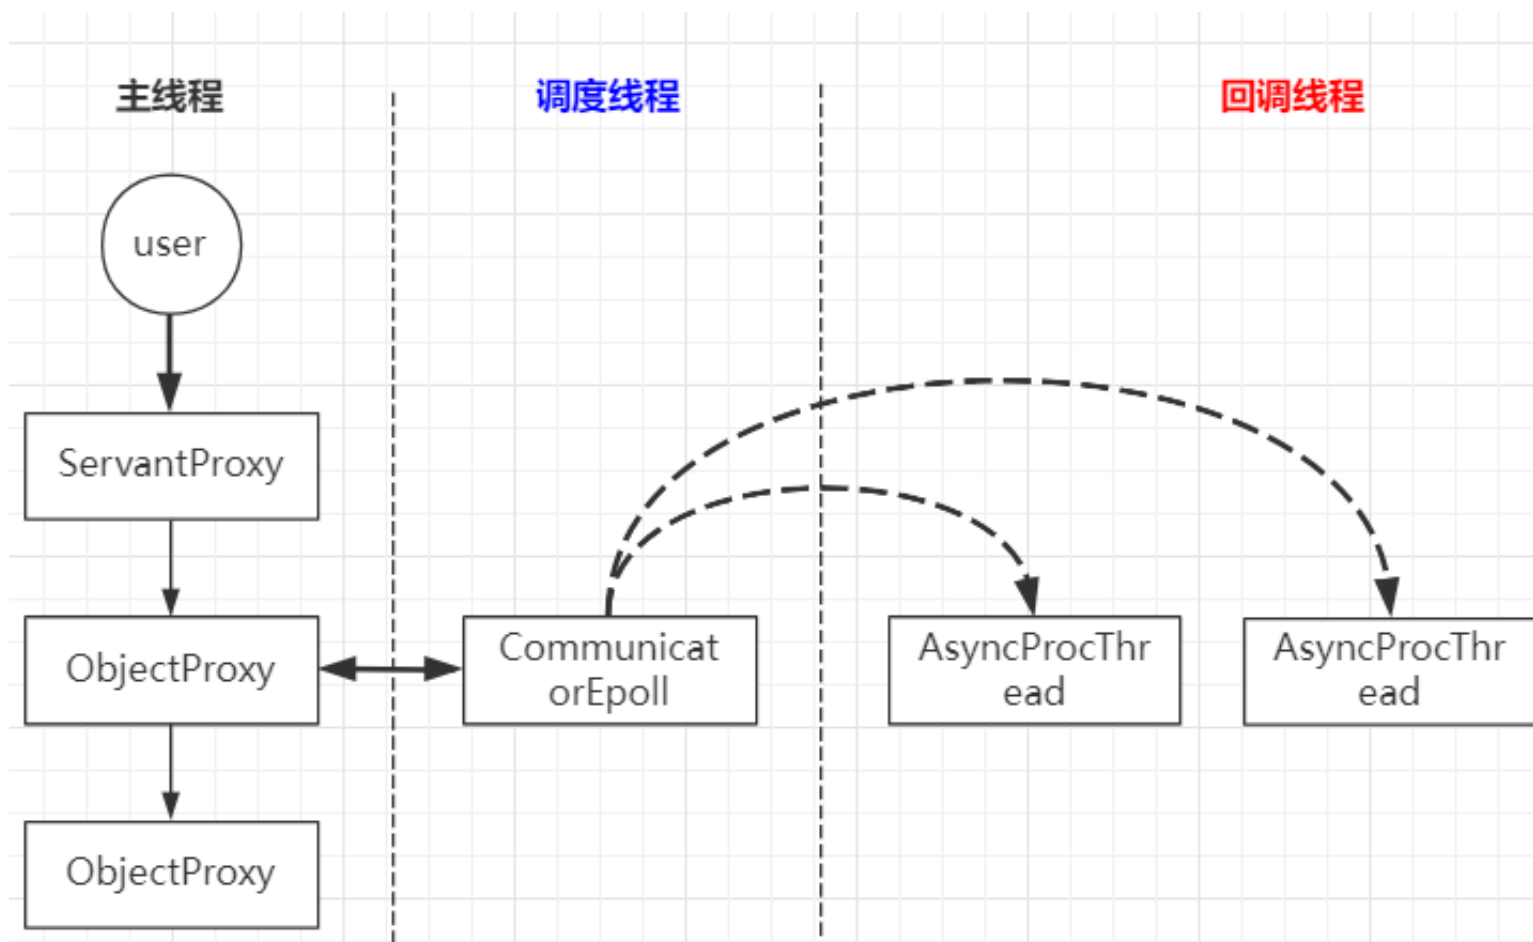 主线程
调度线程
回调线程
user
ServantProxy
ObjectProxy
Communicat
orEpoll
AsyncProcThr
ead
AsyncProcThr
ead
ObjectProxy